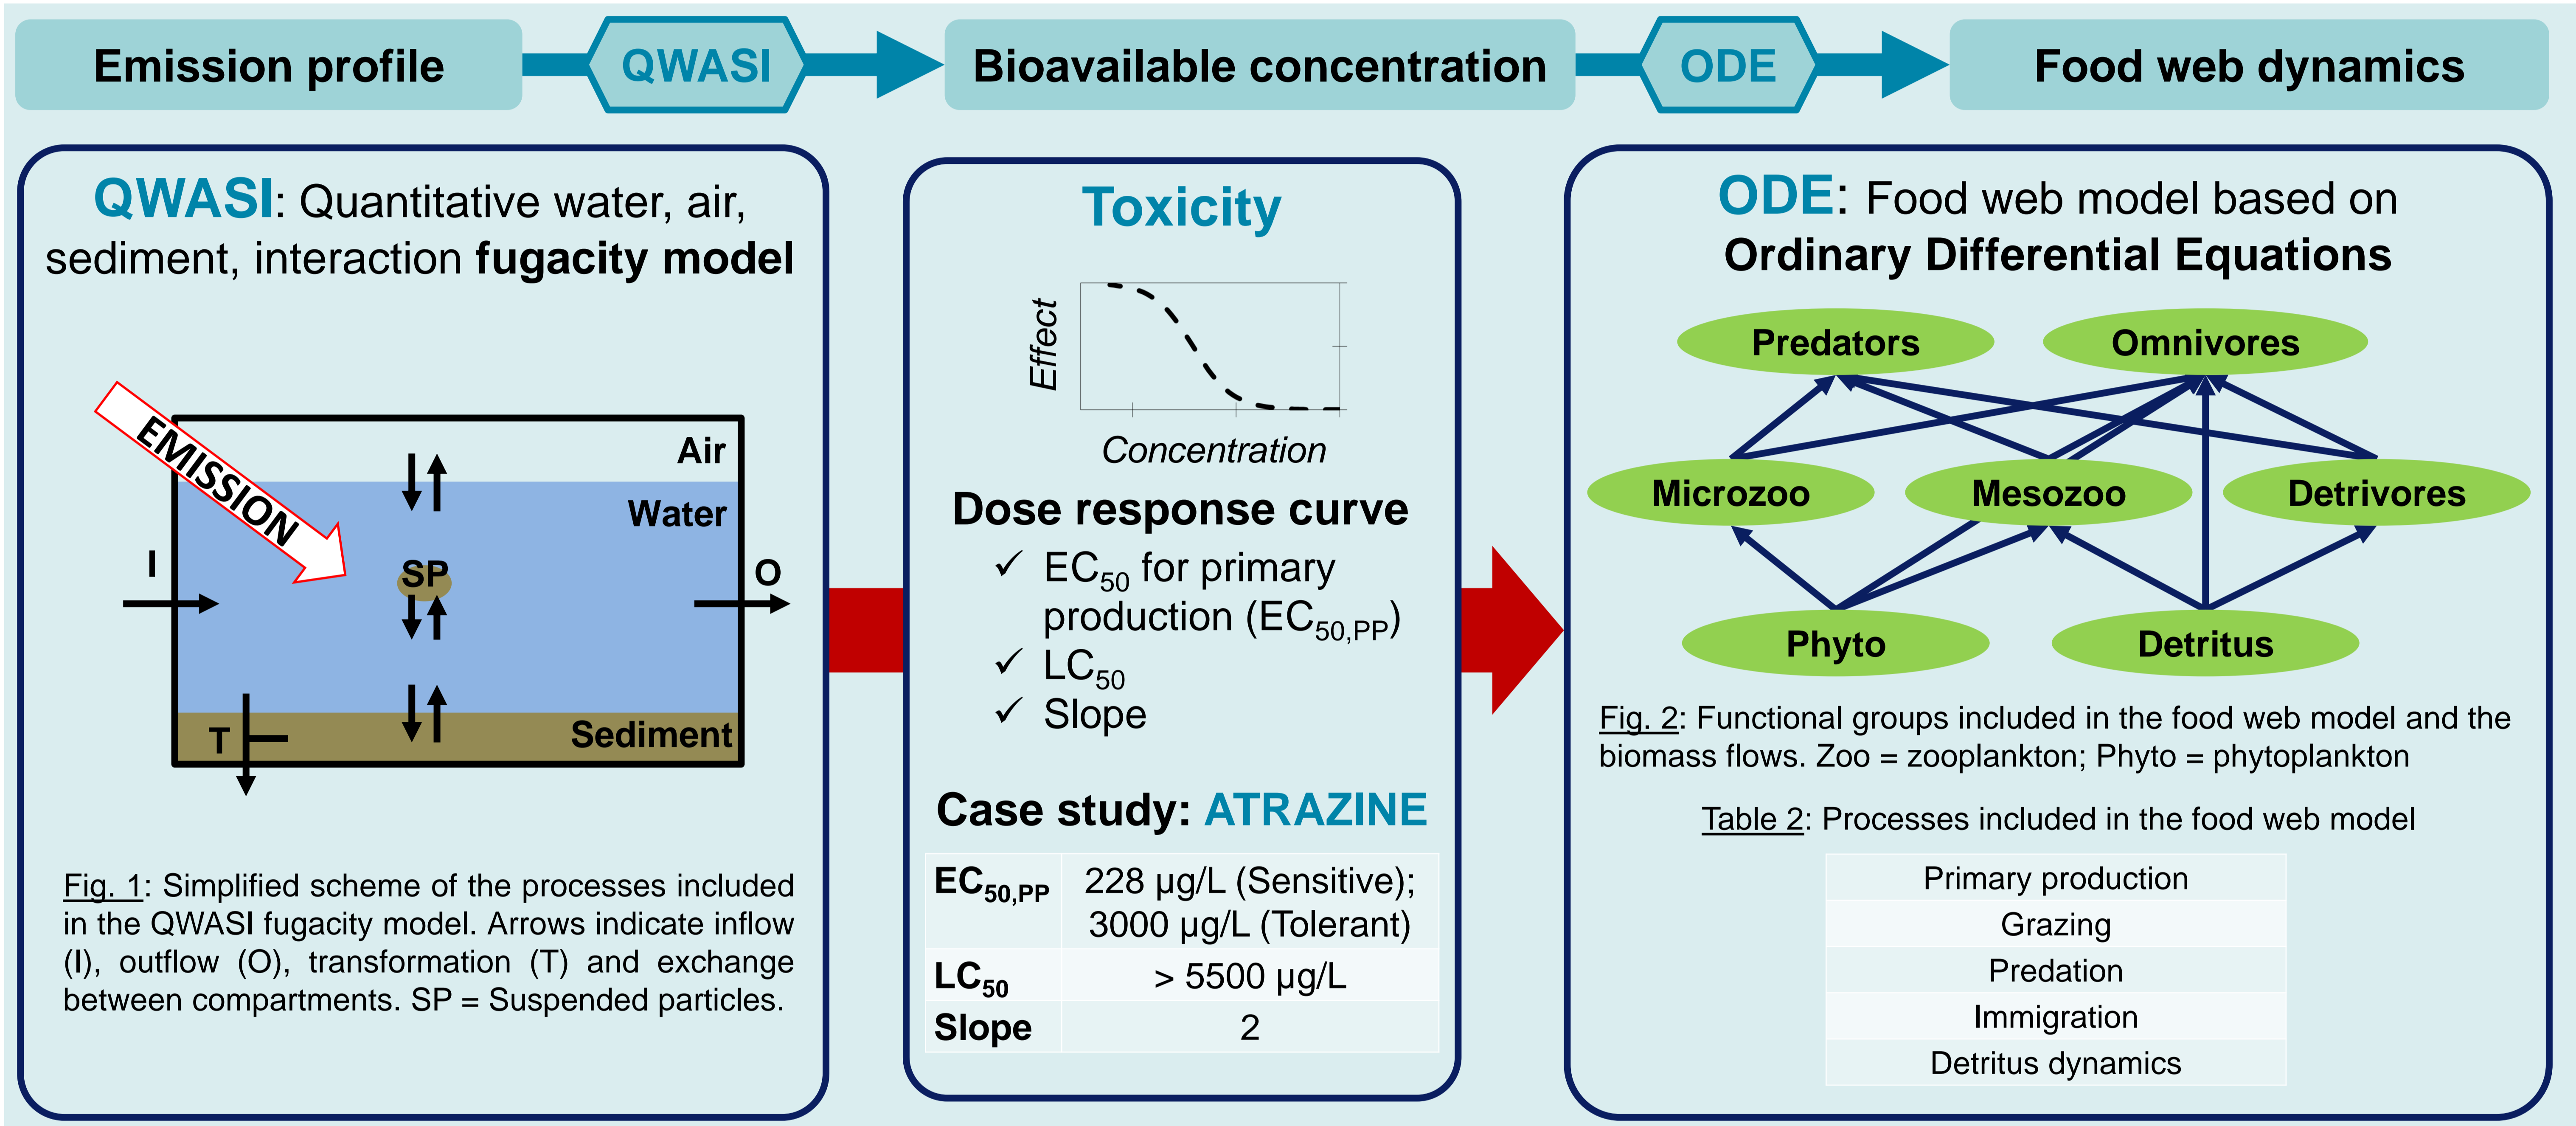 Emission profile
QWASI
Bioavailable concentration
ODE
Food web dynamics
QWASI: Quantitative water, air,
sediment, interaction fugacity model
EMISSION
Air
Water
I
SP
O
T
Sediment
Fig. 1: Simplified scheme of the processes included
in the QWASI fugacity model. Arrows indicate inflow
(I), outflow (O), transformation (T) and exchange
between compartments. SP = Suspended particles.
Toxicity
Effect
Concentration
Dose response curve
✓ EC50 for primary
production (EC50,PP)
✓ LC50
✓ Slope
Case study: ATRAZINE
EC50,PP 228 µg/L (Sensitive);
3000 µg/L (Tolerant)
LC50 > 5500 µg/L
Slope 2
ODE: Food web model based on
Ordinary Differential Equations
Predators
Omnivores
Microzoo
Mesozoo
Detrivores
Phyto
Detritus
Fig. 2: Functional groups included in the food web model and the
biomass flows. Zoo = zooplankton; Phyto = phytoplankton
Table 2: Processes included in the food web model
Primary production
Grazing
Predation
Immigration
Detritus dynamics